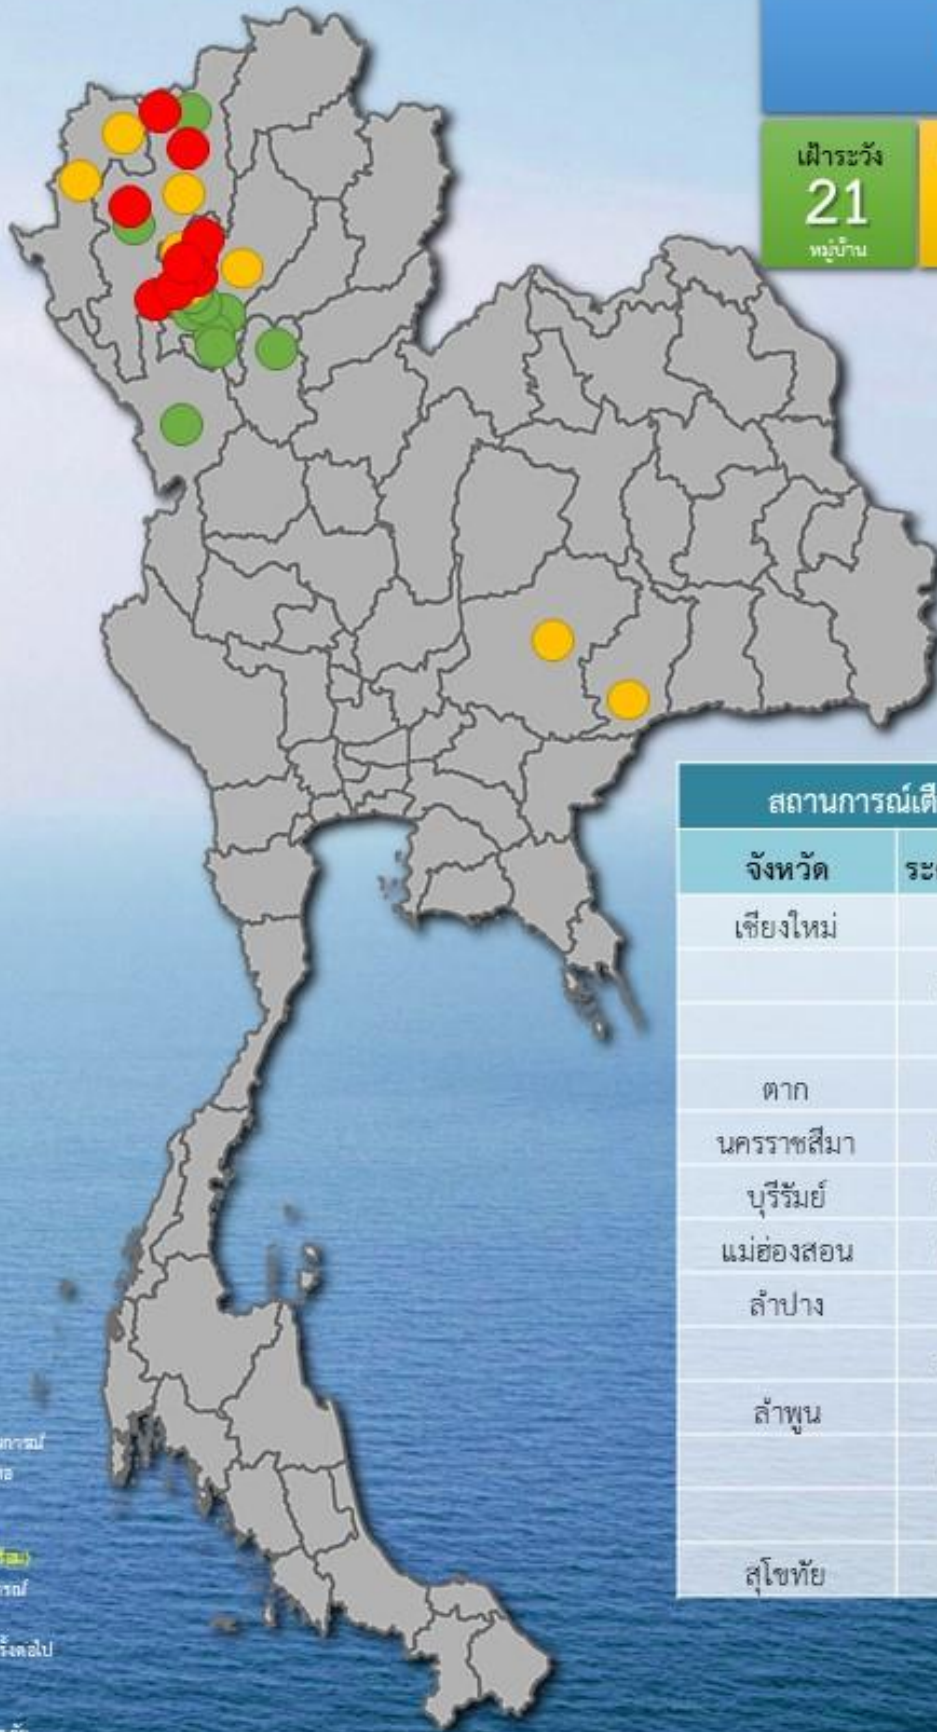 เฝ้าระวัง
21
หมู่บ้าน
สถานการณ์เตื
จังหวัด
เชียงใหม่
ตาก
นครราชสีมา
บุรีรัมย์
แม่ฮ่องสอน
ลำปาง
ลำพูน
สุโขทัย